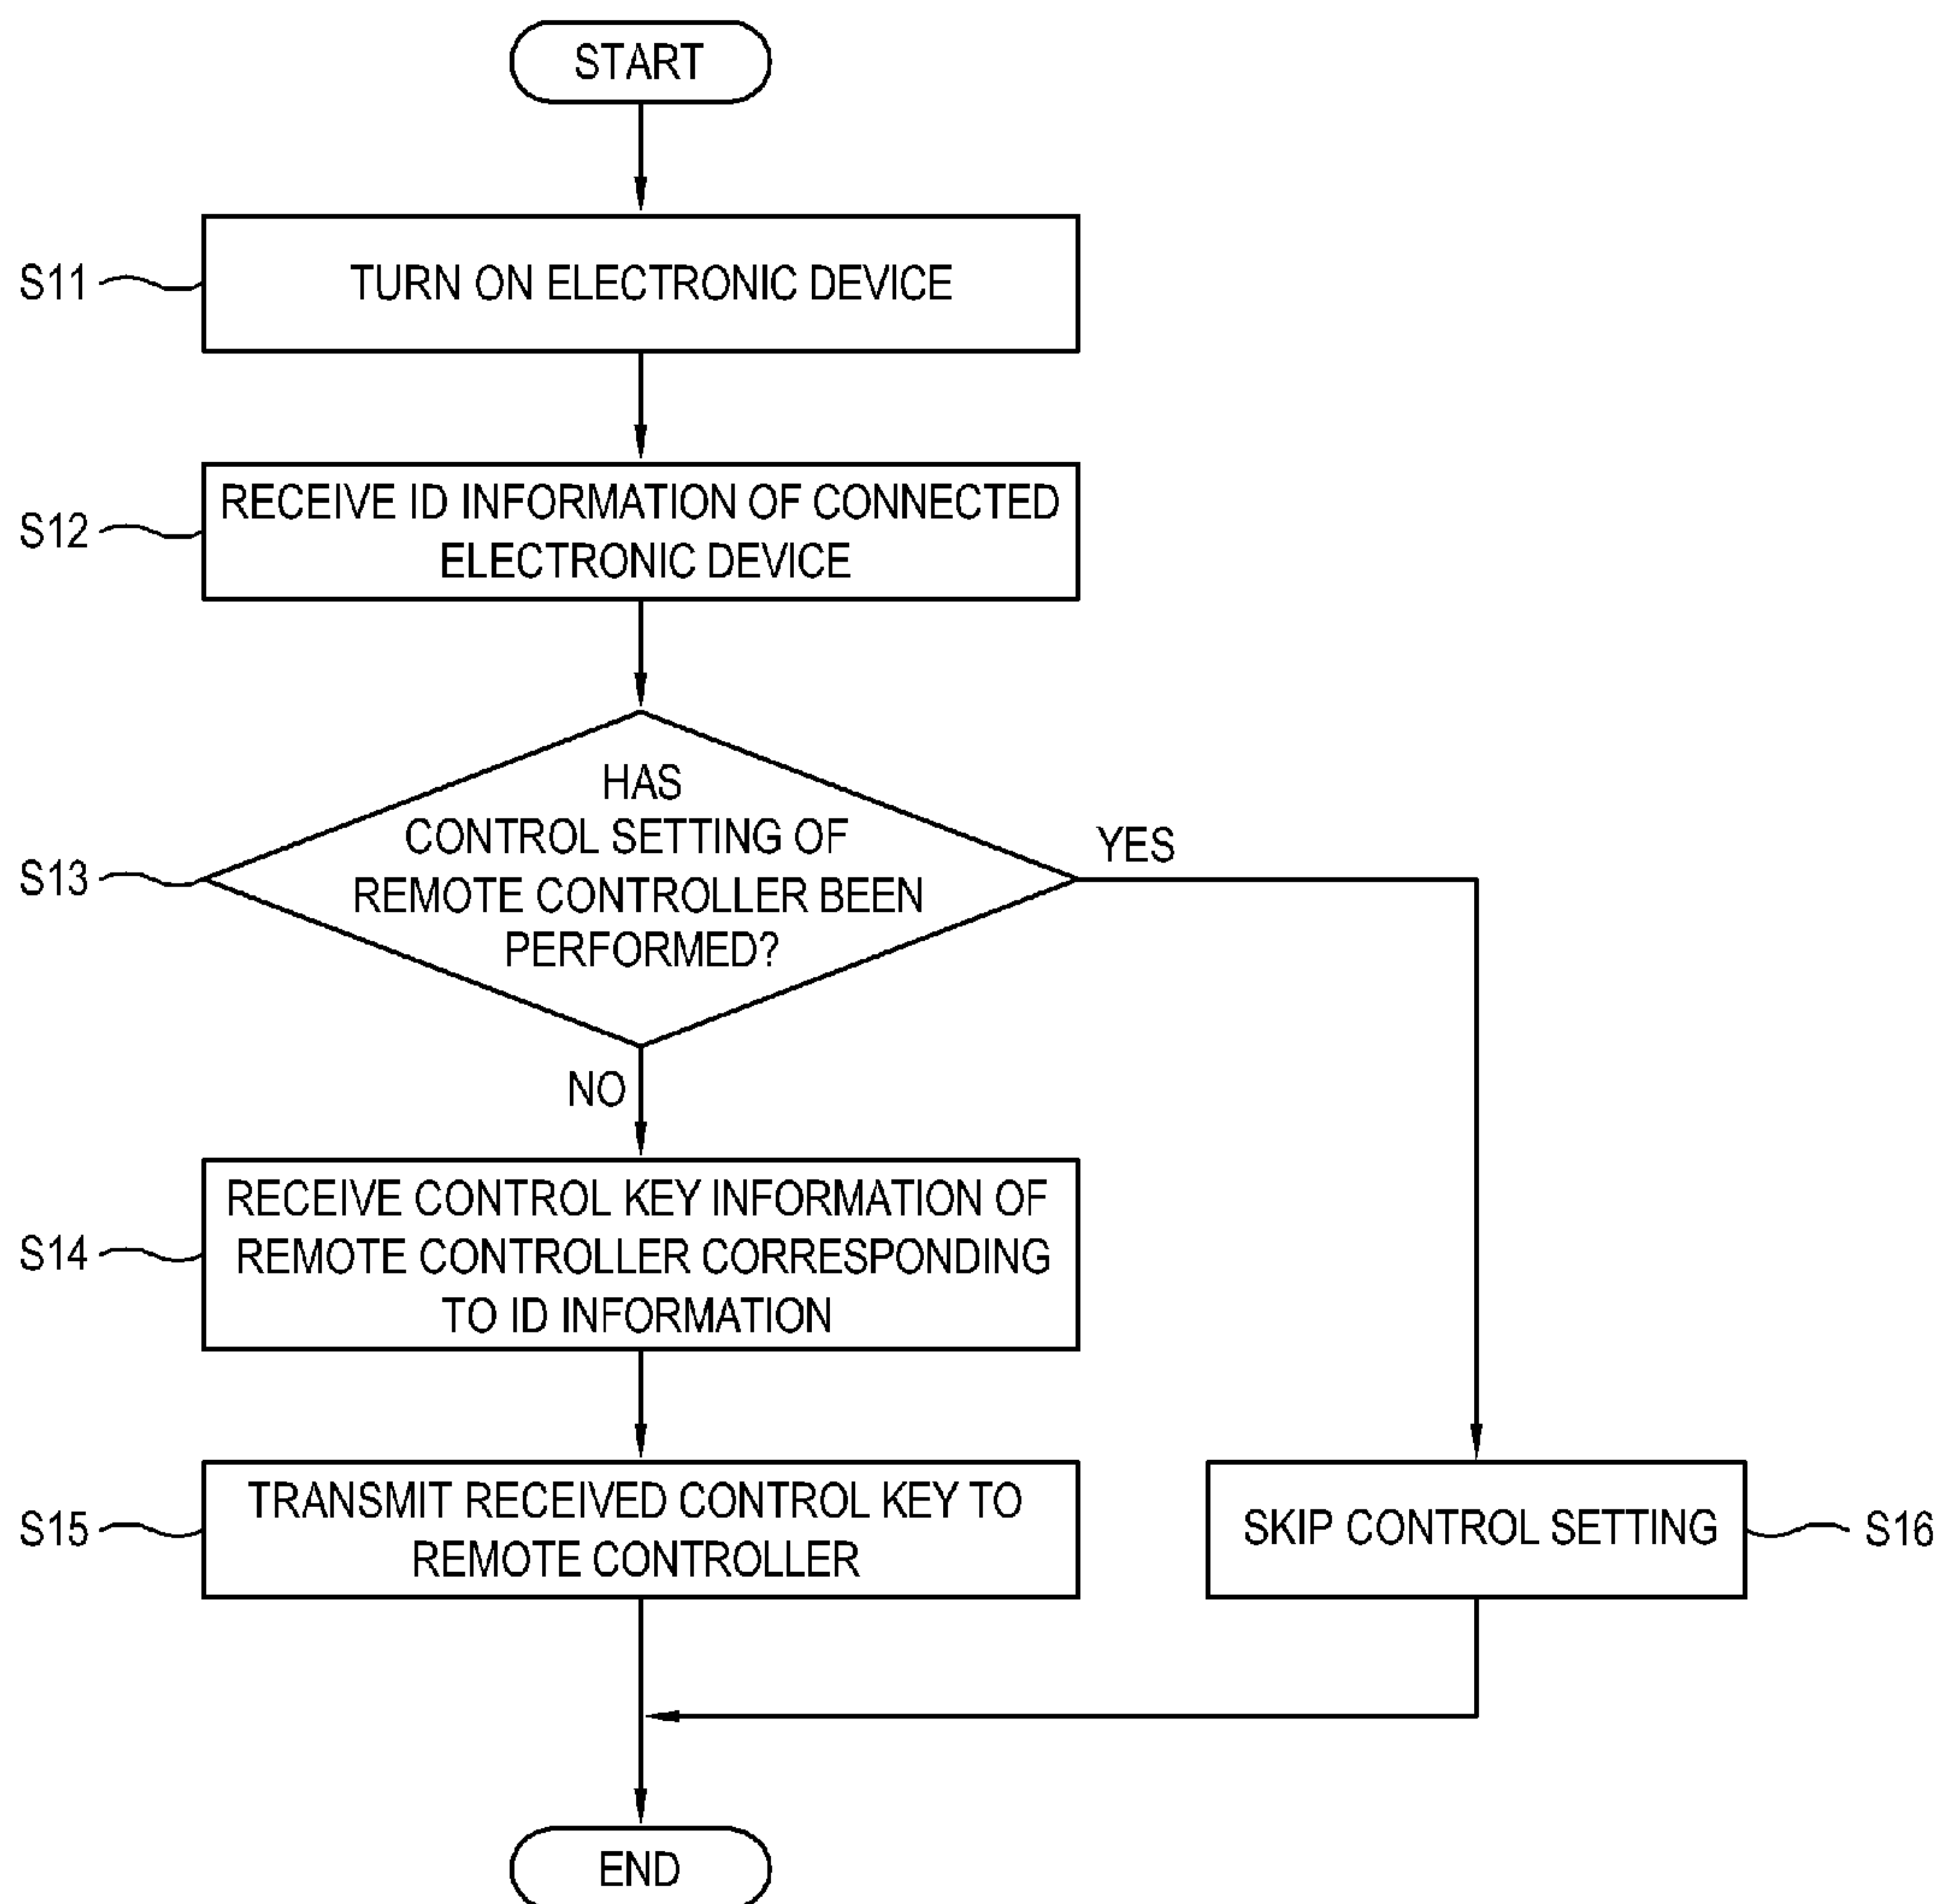 START
S11
TURN ON ELECTRONIC DEVICE
S12
RECEIVE ID INFORMATION OF CONNECTED
ELECTRONIC DEVICE
S13
HAS
CONTROL SETTING OF
REMOTE CONTROLLER BEEN
PERFORMED?
YES
NO
S14
RECEIVE CONTROL KEY INFORMATION OF
REMOTE CONTROLLER CORRESPONDING
TO ID INFORMATION
S15
TRANSMIT RECEIVED CONTROL KEY TO
REMOTE CONTROLLER
SKIP CONTROL SETTING
S16
END